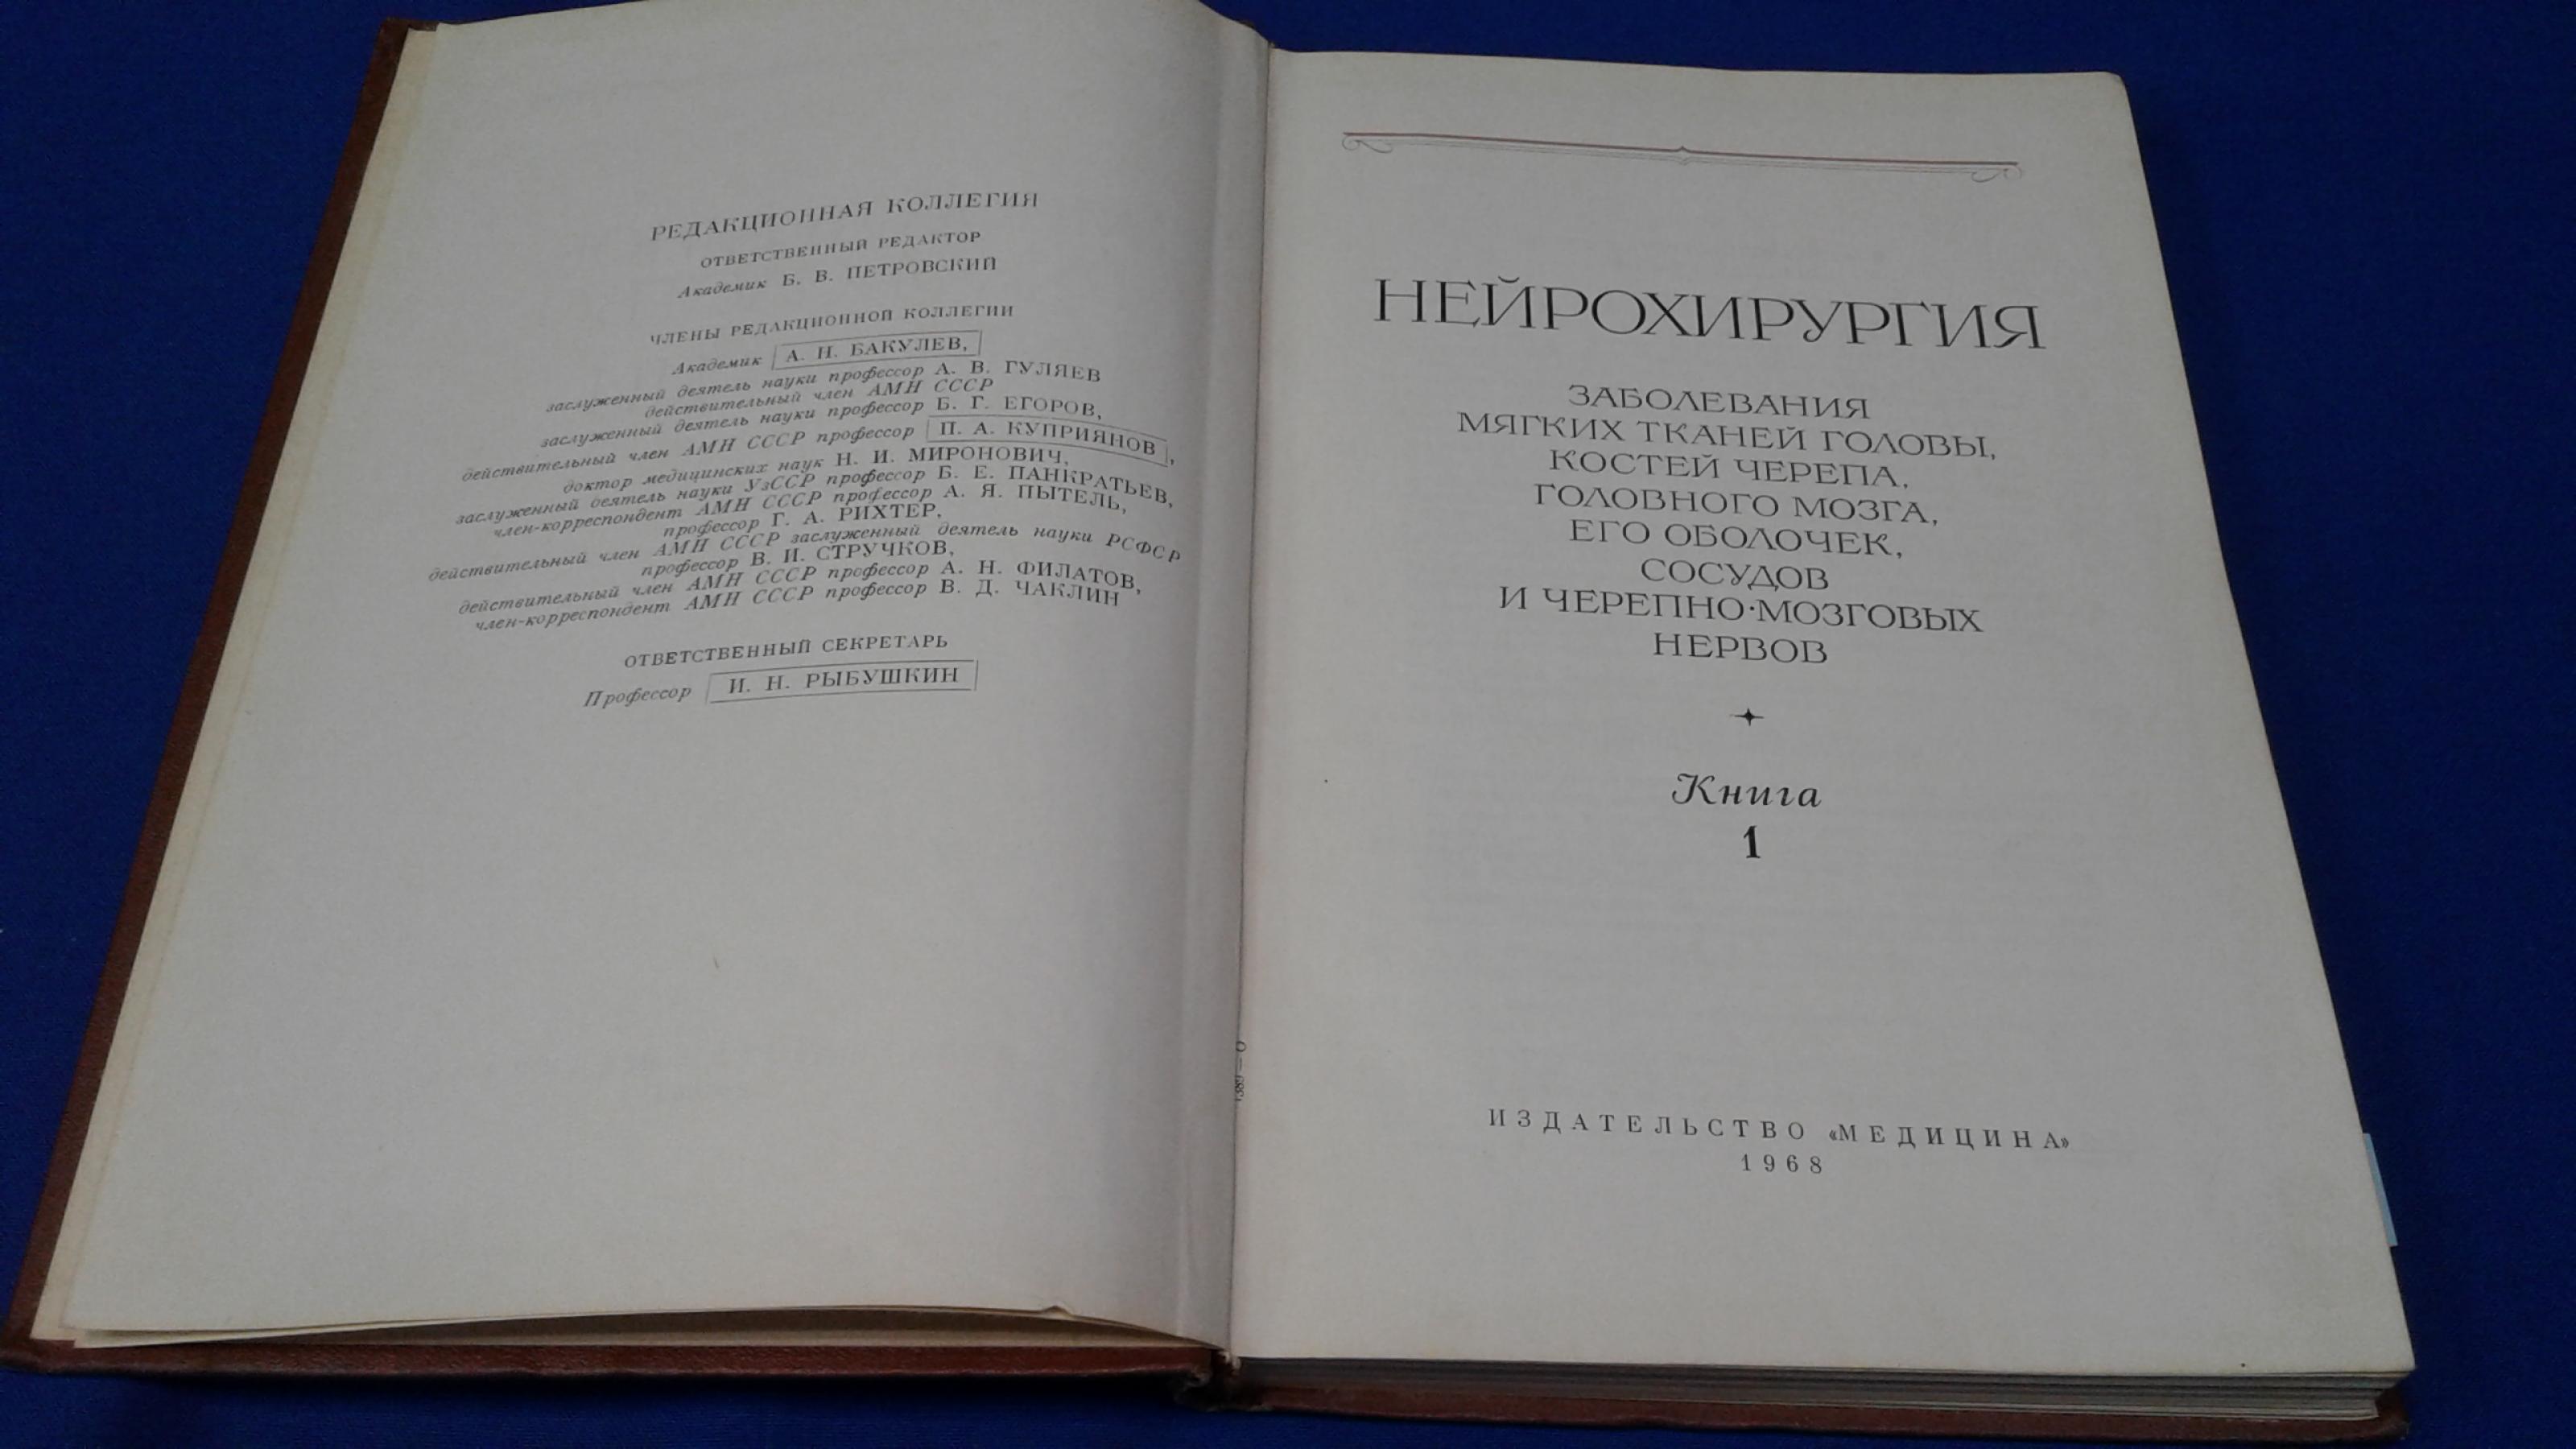 РЕДАКЦИОННАЯ КОЛЛЕГИЯ
ОТВЕТСТВЕННЫЙ РЕДАКТОР
Академик Б. В. ПЕТРОВСКИЙ
ЧЛЕНЫ РЕДАКЦИОННОЙ КОЛЛЕГИИ
Академик А. Н. БАКУЛЕВ,
заслуженный деятель науки профессор А. В. ГУЛЯЕВ
действительный член АМН СССР
заслуженный деятель науки профессор Б. Г. ЕГОРОВ,
действительный член АМН СССР профессор П. А. КУПРИЯНОВ,
доктор медицинских наук Н. И. МИРОНОВИЧ,
заслуженный деятель науки УзССР профессор Б. Е. ПАНКРАТЬЕВ,
член-корреспондент АМН СССР профессор А. Я. ПЫТЕЛЬ,
профессор Г. А. РИХТЕР,
действительный член АМН СССР заслуженный деятель науки РСФСР
профессор В. И. СТРУЧКОВ,
действительный член АМН СССР профессор А. Н. ФИЛАТОВ,
член-корреспондент АМН СССР профессор В. Д. ЧАКЛИН
ОТВЕТСТВЕННЫЙ СЕКРЕТАРЬ
Профессор И. Н. РЫБУШКИН
НЕЙРОХИРУРГИЯ
ЗАБОЛЕВАНИЯ
МЯГКИХ ТКАНЕЙ ГОЛОВЫ,
КОСТЕЙ ЧЕРЕПА,
ГОЛОВНОГО МОЗГА,
ЕГО ОБОЛОЧЕК,
СОСУДОВ
И ЧЕРЕПНО-МОЗГОВЫХ
НЕРВОВ
Книга
1
ИЗДАТЕЛЬСТВО «МЕДИЦИНА»
1968